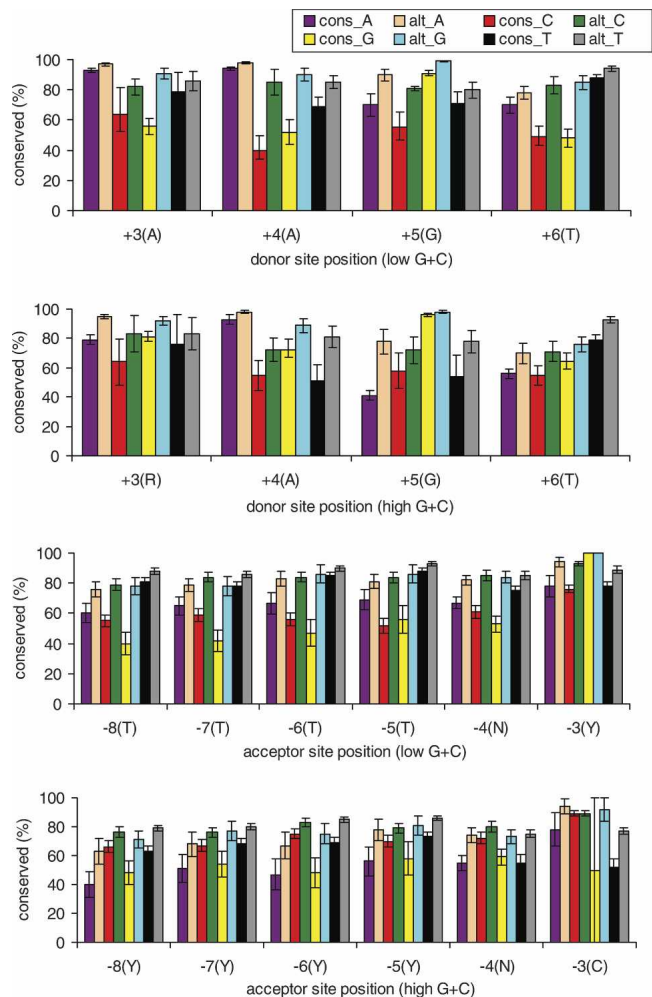 cons_A alt_A cons_C alt_C
cons_G alt_G cons_T alt_T
conserved (%)
100
80
60
40
20
0
+3(A) +4(A) +5(G) +6(T)
donor site position (low G+C)
conserved (%)
100
80
60
40
20
0
+3(R) +4(A) +5(G) +6(T)
donor site position (high G+C)
conserved (%)
100
80
60
40
20
0
-8(T) -7(T) -6(T) -5(T) -4(N) -3(Y)
acceptor site position (low G+C)
conserved (%)
100
80
60
40
20
0
-8(Y) -7(Y) -6(Y) -5(Y) -4(N) -3(C)
acceptor site position (high G+C)